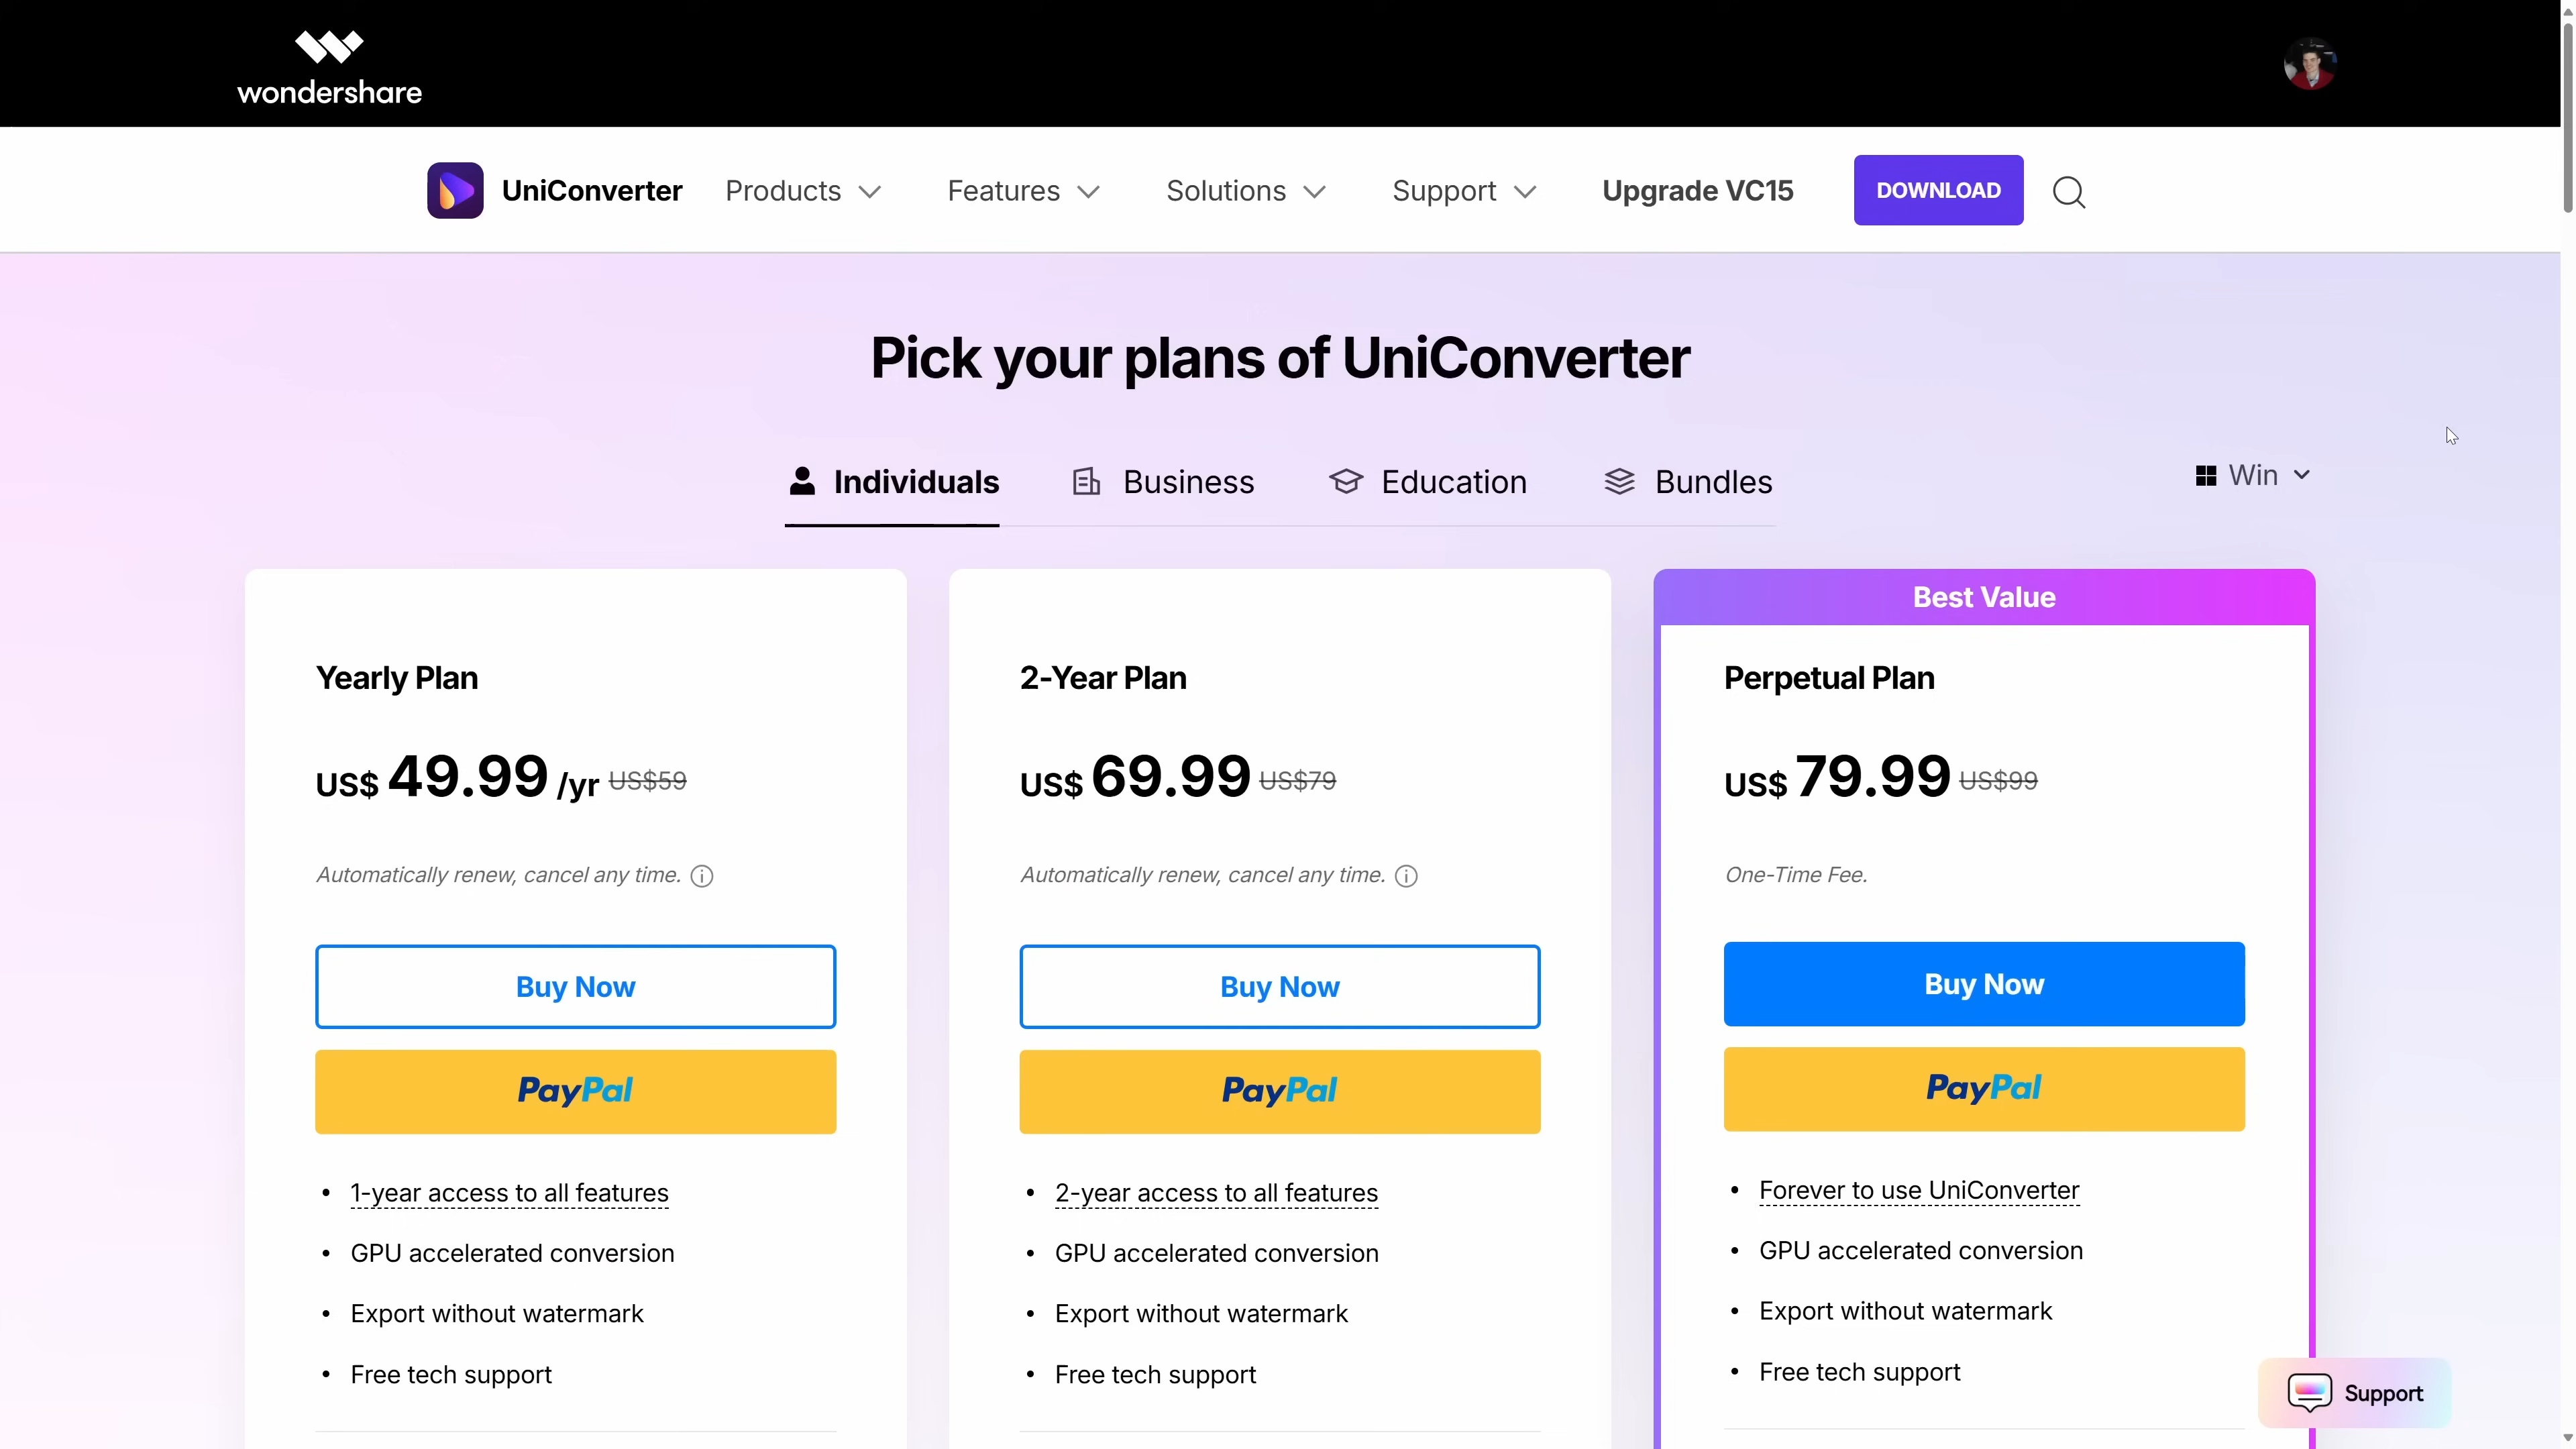 wondershare
UniConverter Products Features Solutions Support Upgrade VC15 DOWNLOAD
Pick your plans of UniConverter
Individuals Business Education Bundles Win
Best Value
Yearly Plan
US$ 49.99 /yr US$59
Automatically renew, cancel any time.
Buy Now
PayPal
• 1-year access to all features
• GPU accelerated conversion
• Export without watermark
• Free tech support
2-Year Plan
US$ 69.99 US$79
Automatically renew, cancel any time.
Buy Now
PayPal
• 2-year access to all features
• GPU accelerated conversion
• Export without watermark
• Free tech support
Perpetual Plan
US$ 79.99 US$99
One-Time Fee.
Buy Now
PayPal
• Forever to use UniConverter
• GPU accelerated conversion
• Export without watermark
• Free tech support
Support